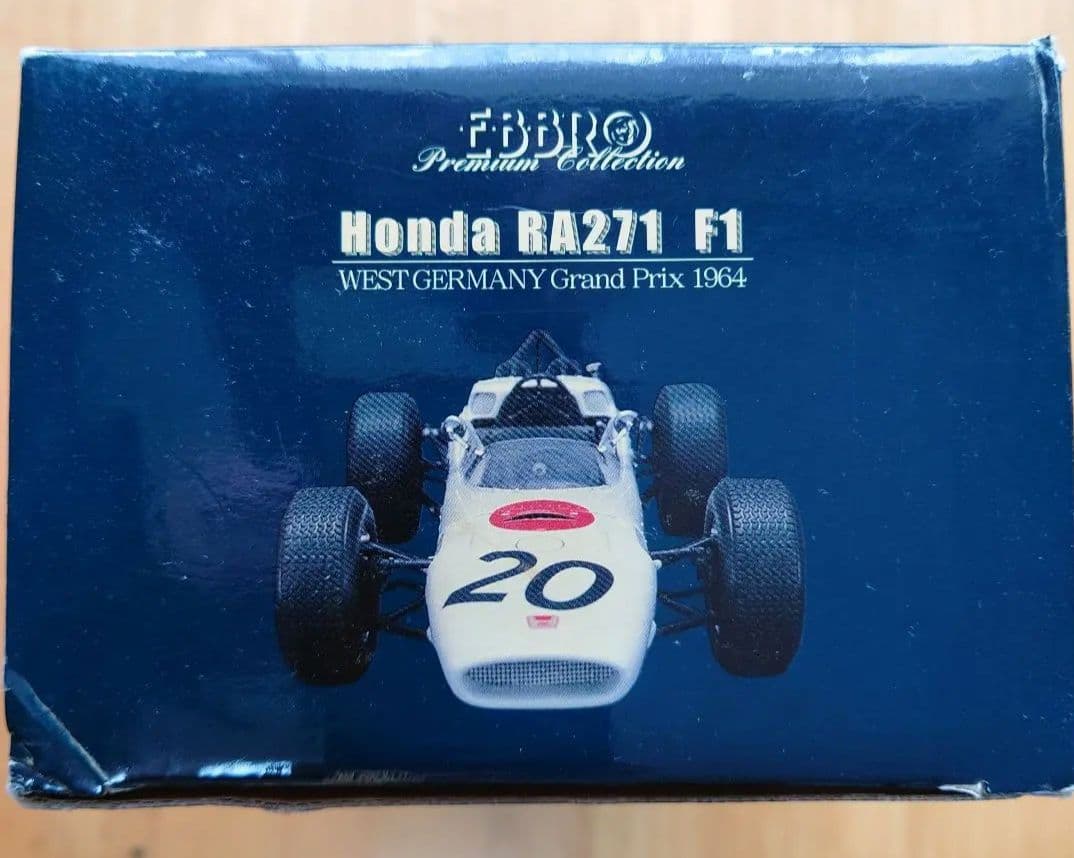 EBBRO
Premium Collection
Honda RA271 F1
WEST GERMANY Grand Prix 1964
20